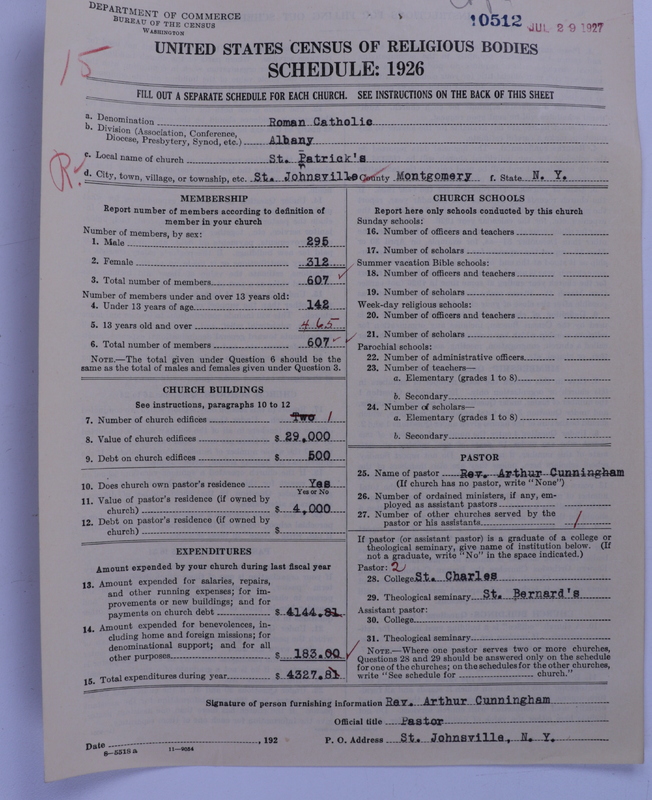 DEPARTMENT OF COMMERCE
BUREAU OF THE CENSUS
WASHINGTON
10512
JUL 29 1927
15
UNITED STATES CENSUS OF RELIGIOUS BODIES
SCHEDULE: 1926
FILL OUT A SEPARATE SCHEDULE FOR EACH CHURCH. SEE INSTRUCTIONS ON THE BACK OF THIS SHEET
a. Denomination Roman Catholic
b. Division (Association, Conference,
Diocese, Presbytery, Synod, etc.) Albany
c. Local name of church St. Patrick's
R.
d. City, town, village, or township, etc. St. Johnsville County Montgomery f. State N. Y.
MEMBERSHIP
Report number of members according to definition of
member in your church
Number of members, by sex:
1. Male 295
2. Female 312
3. Total number of members 607
Number of members under and over 13 years old:
4. Under 13 years of age 142
5. 13 years old and over 465
6. Total number of members 607
NOTE.—The total given under Question 6 should be the
same as the total of males and females given under Question 3.
CHURCH BUILDINGS
See instructions, paragraphs 10 to 12
7. Number of church edifices Two 1
8. Value of church edifices $ 29,000
9. Debt on church edifices $ 500
10. Does church own pastor's residence Yes
Yes or No
11. Value of pastor's residence (if owned by
church) $ 4,000
12. Debt on pastor's residence (if owned by
church) $
EXPENDITURES
Amount expended by your church during last fiscal year
13. Amount expended for salaries, repairs,
and other running expenses; for im-
provements or new buildings; and for
payments on church debt $ 4144.81
14. Amount expended for benevolences, in-
cluding home and foreign missions; for
denominational support; and for all
other purposes $ 183.00
15. Total expenditures during year $ 4327.81
CHURCH SCHOOLS
Report here only schools conducted by this church
Sunday schools:
16. Number of officers and teachers
17. Number of scholars
Summer vacation Bible schools:
18. Number of officers and teachers
19. Number of scholars
Week-day religious schools:
20. Number of officers and teachers
21. Number of scholars
Parochial schools:
22. Number of administrative officers
23. Number of teachers—
a. Elementary (grades 1 to 8)
b. Secondary
24. Number of scholars—
a. Elementary (grades 1 to 8)
b. Secondary
PASTOR
25. Name of pastor Rev. Arthur Cunningham
(If church has no pastor, write "None")
26. Number of ordained ministers, if any, em-
ployed as assistant pastors
27. Number of other churches served by the
pastor or his assistants 1
If pastor (or assistant pastor) is a graduate of a college or
theological seminary, give name of institution below. (If
not a graduate, write "No" in the space indicated.)
Pastor: 2
28. College St. Charles
29. Theological seminary St. Bernard's
Assistant pastor:
30. College
31. Theological seminary
NOTE.—Where one pastor serves two or more churches,
Questions 28 and 29 should be answered only on the schedule
for one of the churches; on the schedules for the other churches,
write "See schedule for church."
Signature of person furnishing information Rev. Arthur Cunningham
Official title Pastor
Date , 192 P. O. Address St. Johnsville, N. Y.
8-5518a 11-9054